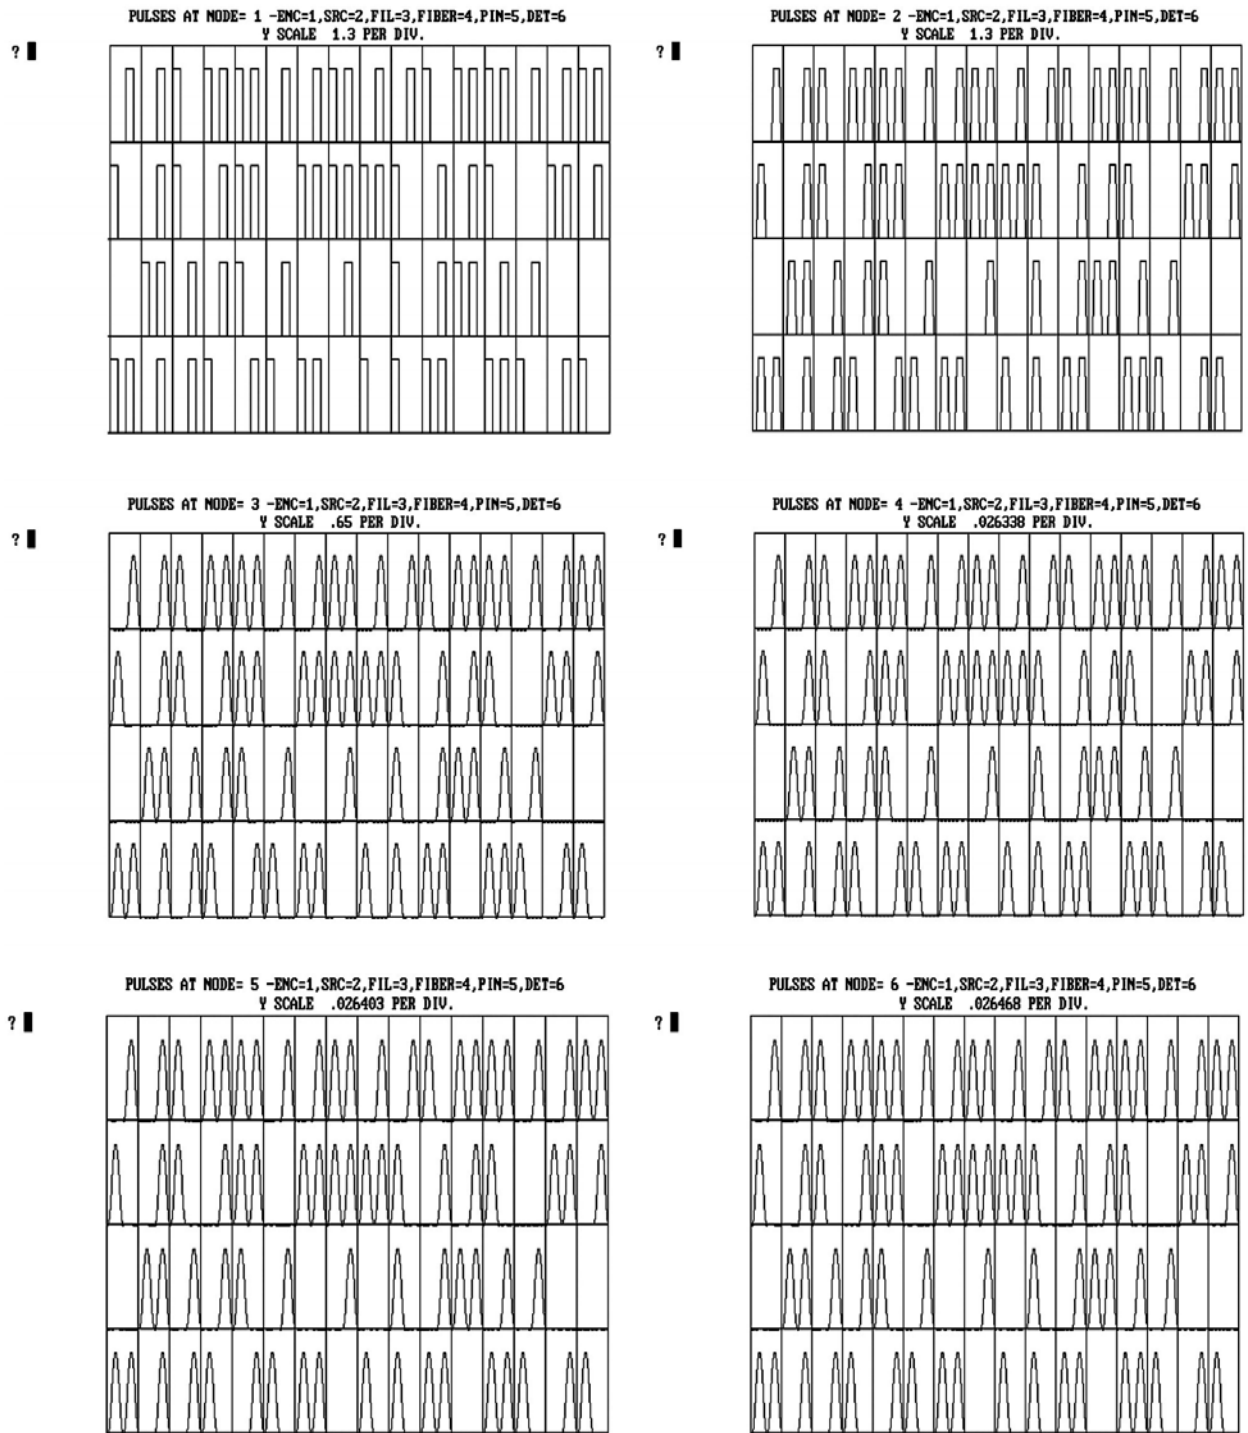 PULSES AT NODE= 1 -ENC=1,SRC=2,FIL=3,FIBER=4,PIN=5,DET=6
Y SCALE 1.3 PER DIV.
?
PULSES AT NODE= 2 -ENC=1,SRC=2,FIL=3,FIBER=4,PIN=5,DET=6
Y SCALE 1.3 PER DIV.
?
PULSES AT NODE= 3 -ENC=1,SRC=2,FIL=3,FIBER=4,PIN=5,DET=6
Y SCALE .65 PER DIV.
?
PULSES AT NODE= 4 -ENC=1,SRC=2,FIL=3,FIBER=4,PIN=5,DET=6
Y SCALE .026338 PER DIV.
?
PULSES AT NODE= 5 -ENC=1,SRC=2,FIL=3,FIBER=4,PIN=5,DET=6
Y SCALE .026403 PER DIV.
?
PULSES AT NODE= 6 -ENC=1,SRC=2,FIL=3,FIBER=4,PIN=5,DET=6
Y SCALE .026468 PER DIV.
?